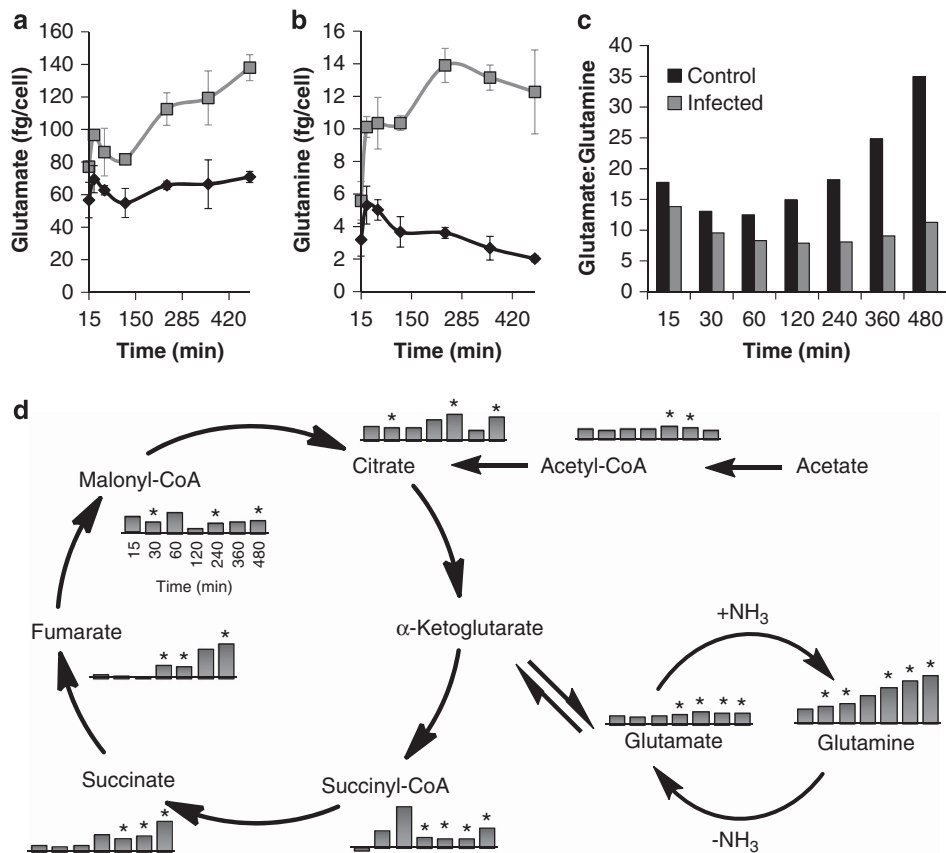 a
Glutamate (fg/cell)
160
140
120
100
80
60
40
20
0
15 150 285 420
Time (min)
b
Glutamine (fg/cell)
16
14
12
10
8
6
4
2
0
15 150 285 420
Time (min)
c
Glutamate:Glutamine
40
35
30
25
20
15
10
5
0
Control
Infected
15 30 60 120 240 360 480
Time (min)
d
* * *
* *
Citrate
Acetyl-CoA
Acetate
Malonyl-CoA
* * *
15 30 60 120 240 360 480
Time (min)
Fumarate
* * *
α-Ketoglutarate
+NH3
* * * *
* * * * *
Glutamate
Glutamine
-NH3
Succinate
* * *
Succinyl-CoA
* * * *